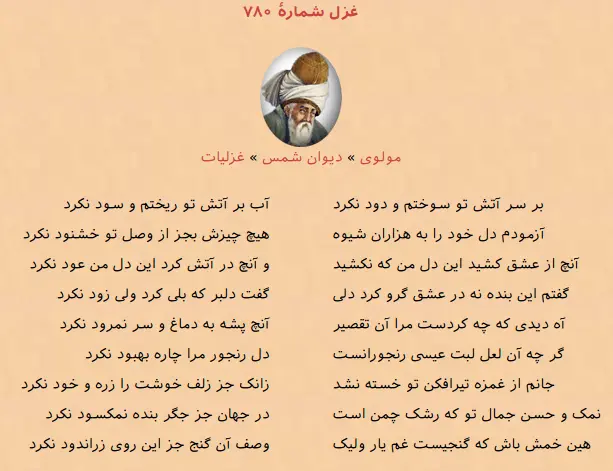 غزل شمارهٔ ۷۸۰
مولوی » دیوان شمس » غزلیات
بر سر آتش تو سوختم و دود نکرد
آب بر آتش تو ریختم و سود نکرد
آزمودم دل خود را به هزاران شیوه
هیچ چیزش بجز از وصل تو خشنود نکرد
آنچ از عشق کشید این دل من که نکشید
و آنچ در آتش کرد این دل من عود نکرد
گفتم این بنده نه در عشق گرو کرد دلی
گفت دلبر که بلی کرد ولی زود نکرد
آه دیدی که چه کردست مرا آن تقصیر
آنچ پشه به دماغ و سر نمرود نکرد
گر چه آن لعل لبت عیسی رنجورانست
دل رنجور مرا چاره بهبود نکرد
جانم از غمزه تیرافکن تو خسته نشد
زانک جز زلف خوشت را زره و خود نکرد
نمک و حسن جمال تو که رشک چمن است
در جهان جز جگر بنده نمکسود نکرد
هین خمش باش که گنجیست غم یار ولیک
وصف آن گنج جز این روی زراندود نکرد